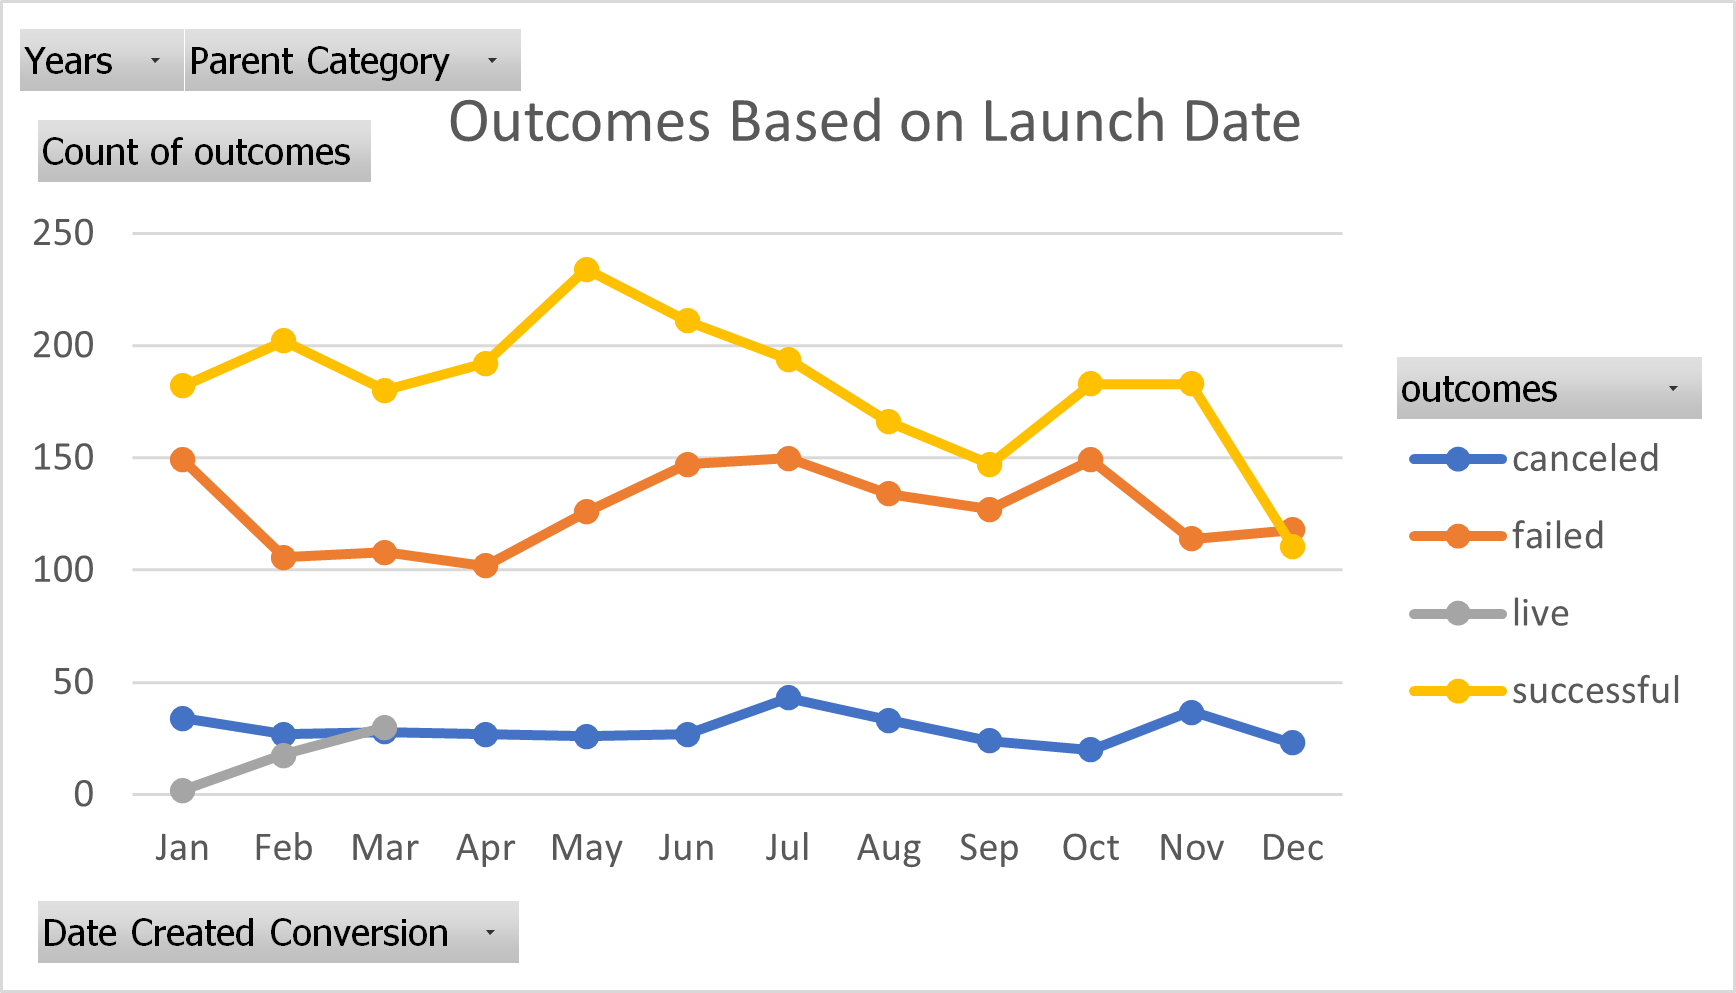 Years
Parent Category
Outcomes Based on Launch Date
Count of outcomes
250
200
150
100
50
0
Jan Feb Mar Apr May Jun Jul Aug Sep Oct Nov Dec
outcomes
canceled
failed
live
successful
Date Created Conversion